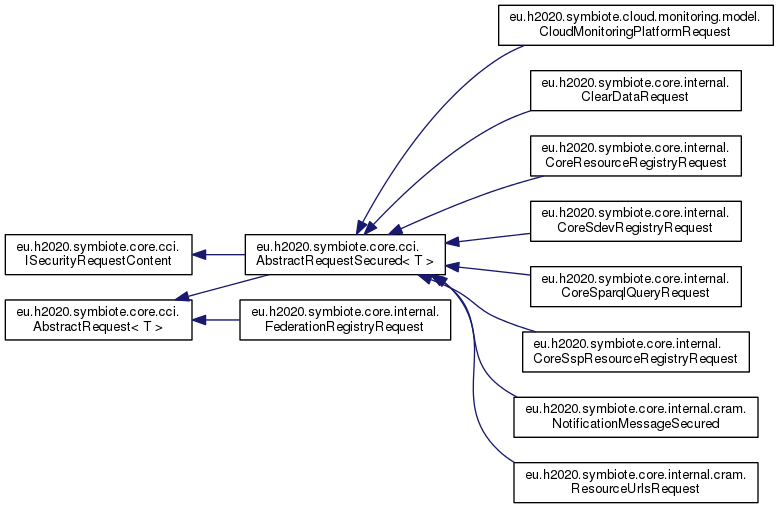 eu.h2020.symbiote.cloud.monitoring.model.
CloudMonitoringPlatformRequest
eu.h2020.symbiote.core.internal.
ClearDataRequest
eu.h2020.symbiote.core.internal.
CoreResourceRegistryRequest
eu.h2020.symbiote.core.internal.
CoreSdevRegistryRequest
eu.h2020.symbiote.core.cci.
ISecurityRequestContent
eu.h2020.symbiote.core.cci.
AbstractRequestSecured< T >
eu.h2020.symbiote.core.internal.
CoreSparqlQueryRequest
eu.h2020.symbiote.core.cci.
AbstractRequest< T >
eu.h2020.symbiote.core.internal.
FederationRegistryRequest
eu.h2020.symbiote.core.internal.
CoreSspResourceRegistryRequest
eu.h2020.symbiote.core.internal.cram.
NotificationMessageSecured
eu.h2020.symbiote.core.internal.cram.
ResourceUrlsRequest